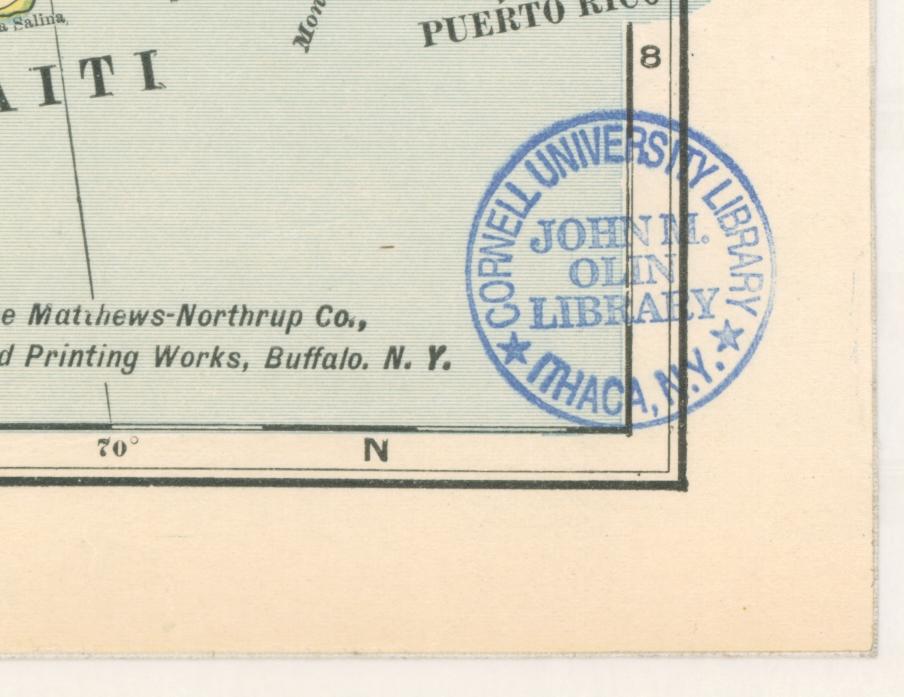 a Salina,
Mon
PUERTO RICO
8
AITI
CORNELL UNIVERSITY LIBRARY
JOHN M.
OLIN
LIBRARY
★ ITHACA, N.Y. ★
e Matthews-Northrup Co.,
d Printing Works, Buffalo. N. Y.
70°
N